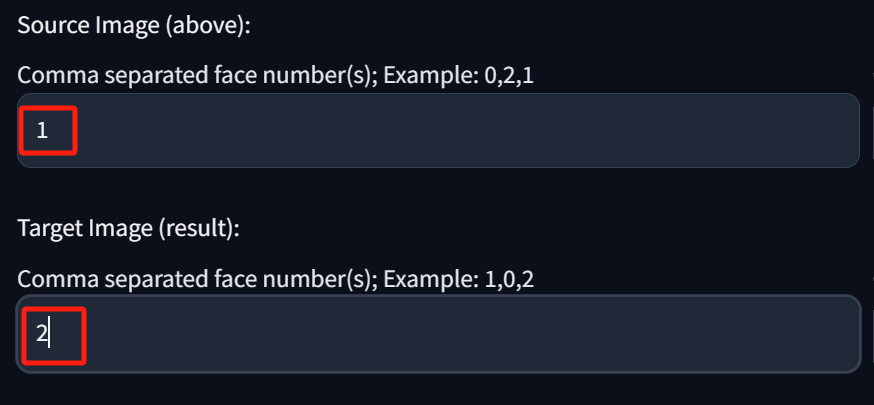 Source Image (above):
Comma separated face number(s); Example: 0,2,1
1
Target Image (result):
Comma separated face number(s); Example: 1,0,2
2